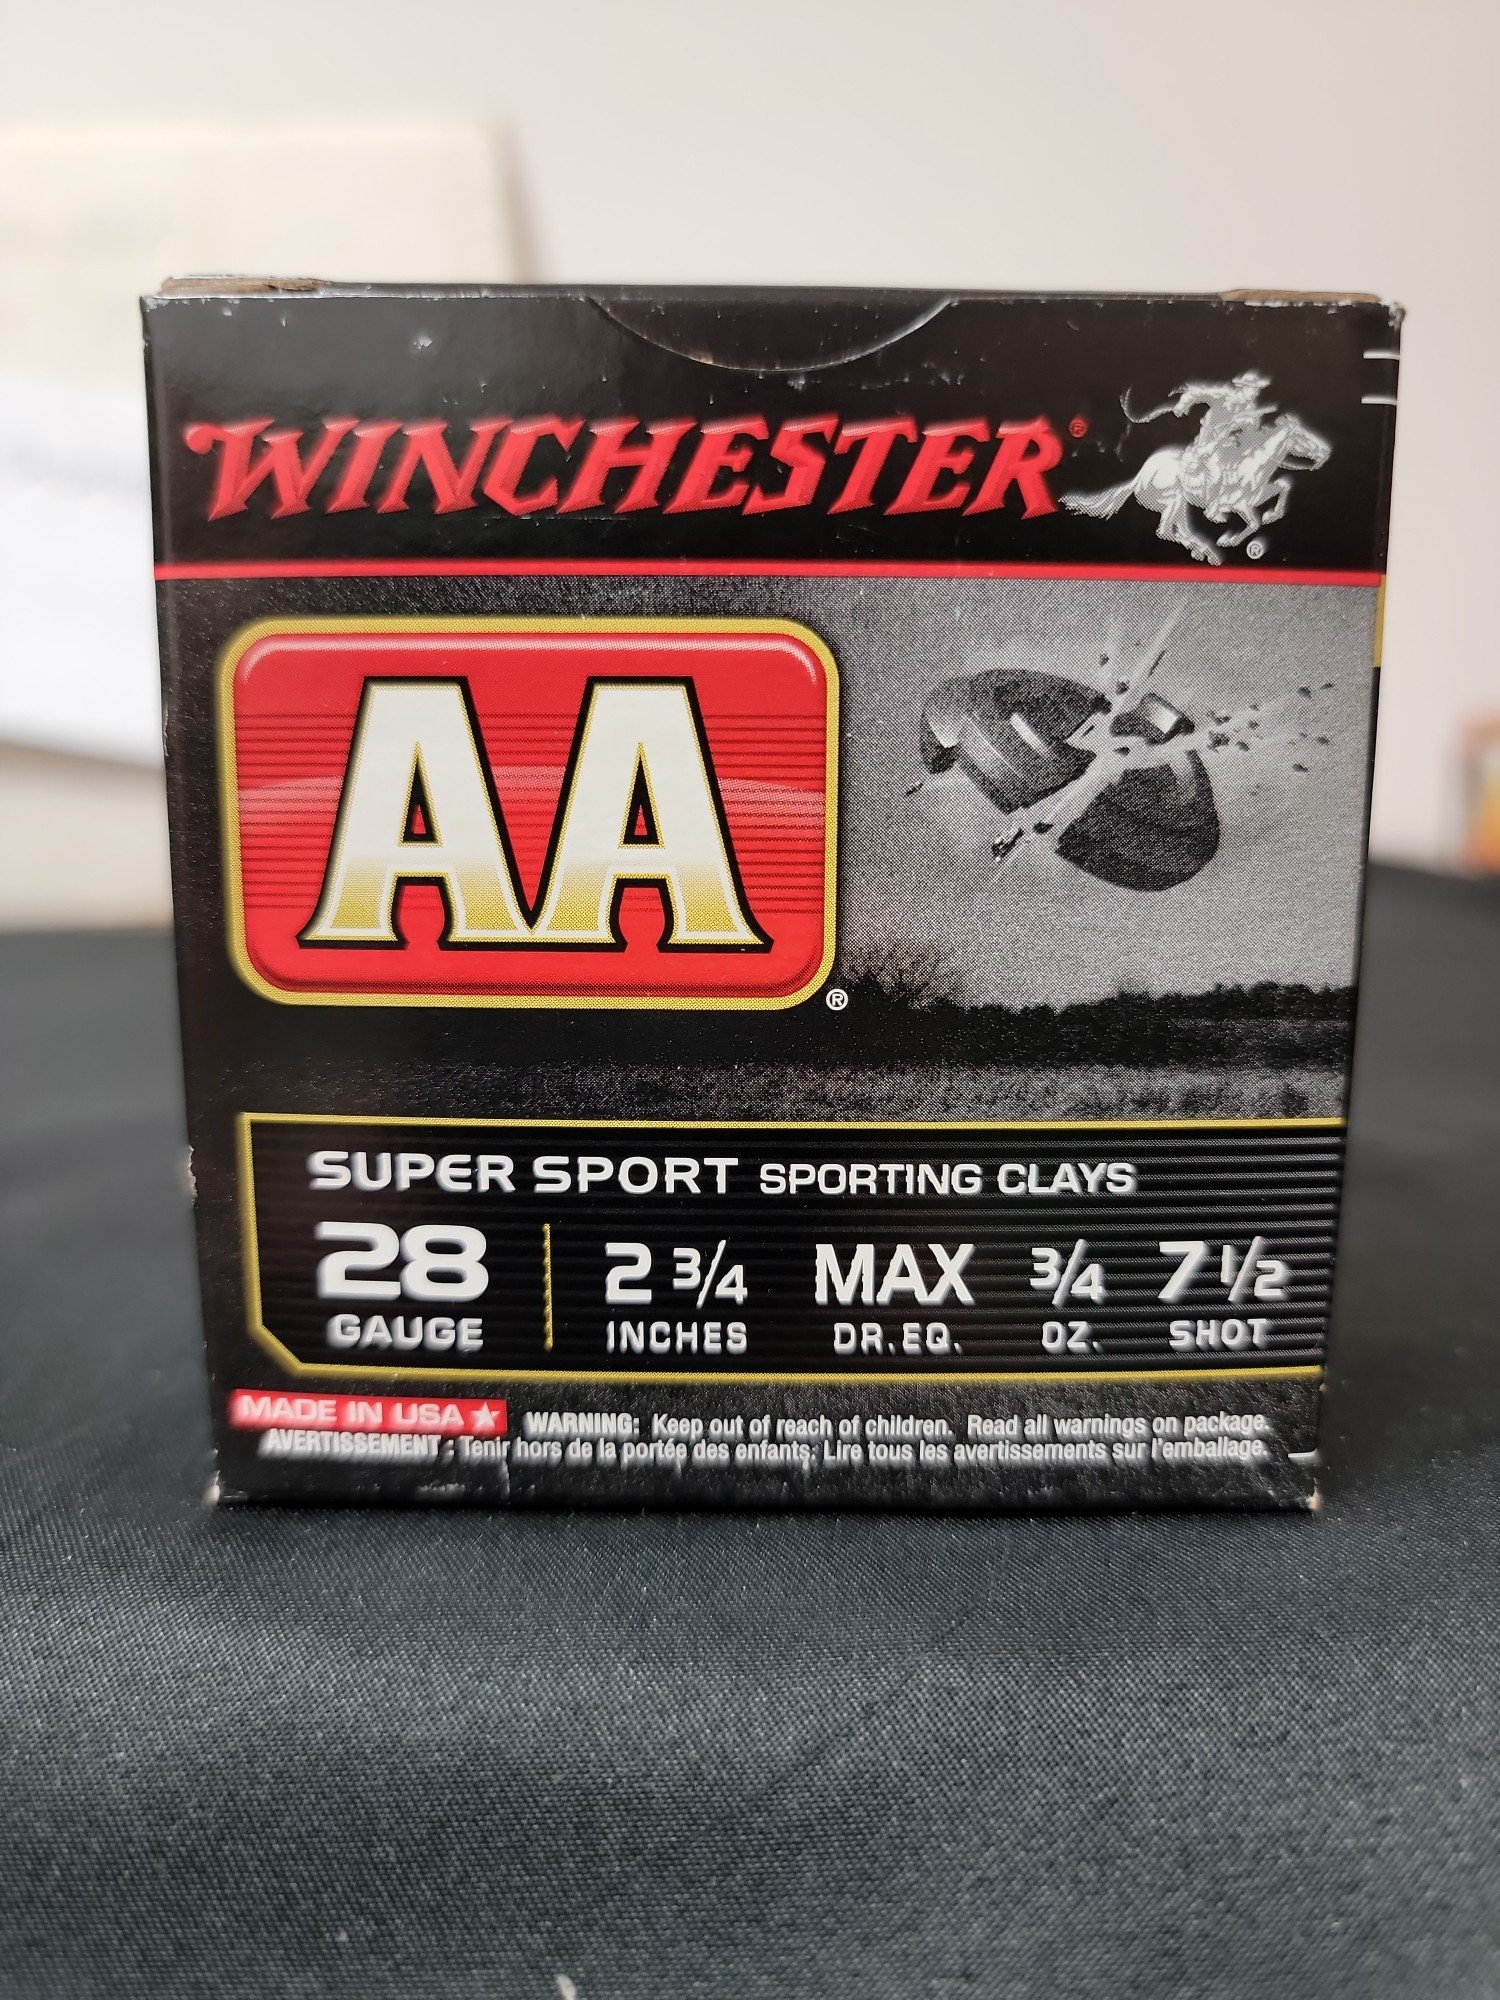 WINCHESTER®
®
AA®
SUPER SPORT SPORTING CLAYS
28 2 3/4 MAX 3/4 7 1/2
GAUGE INCHES DR.EQ. OZ. SHOT
MADE IN USA WARNING: Keep out of reach of children. Read all warnings on package.
AVERTISSEMENT : Tenir hors de la portée des enfants. Lire tous les avertissements sur l'emballage.